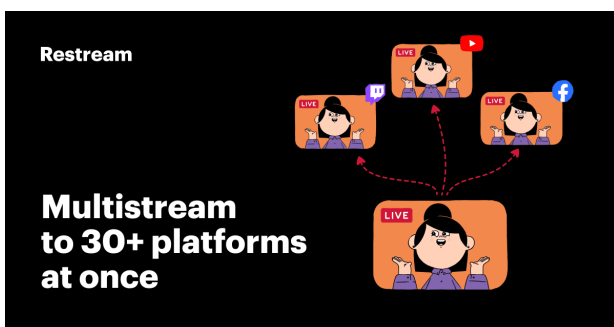 Restream
LIVE
LIVE
LIVE
Multistream
to 30+ platforms
at once
LIVE